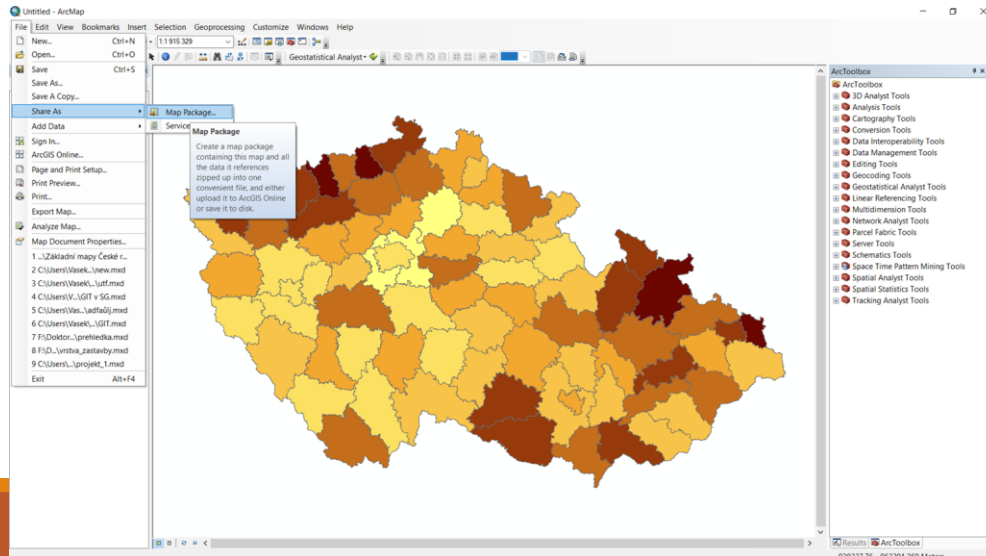 Untitled - ArcMap
File Edit View Bookmarks Insert Selection Geoprocessing Customize Windows Help
New... Ctrl+N
1:1 915 329
Open... Ctrl+O
Geostatistical Analyst
Save Ctrl+S
Save As...
Save A Copy...
Share As
Map Package...
Add Data
Service
Sign In...
ArcGIS Online...
Page and Print Setup...
Print Preview...
Print...
Export Map...
Analyze Map...
Map Document Properties...
1 ...\Základní mapy České r...
2 C:\Users\Vasek...\new.mxd
3 C:\Users\Vasek...\utf.mxd
4 C:\Users\V...\GIT v SG.mxd
5 C:\Users\Vas...\adfaůlj.mxd
6 C:\Users\Vasek\...\GIT.mxd
7 F:\Doktor...\prehledka.mxd
8 F:\D...\vrstva_zastavby.mxd
9 C:\Users\...\projekt_1.mxd
Exit Alt+F4
Map Package
Create a map package
containing this map and all
the data it references
zipped up into one
convenient file, and either
upload it to ArcGIS Online
or save it to disk.
ArcToolbox
ArcToolbox
3D Analyst Tools
Analysis Tools
Cartography Tools
Conversion Tools
Data Interoperability Tools
Data Management Tools
Editing Tools
Geocoding Tools
Geostatistical Analyst Tools
Linear Referencing Tools
Multidimension Tools
Network Analyst Tools
Parcel Fabric Tools
Server Tools
Schematics Tools
Space Time Pattern Mining Tools
Spatial Analyst Tools
Spatial Statistics Tools
Tracking Analyst Tools
Results ArcToolbox